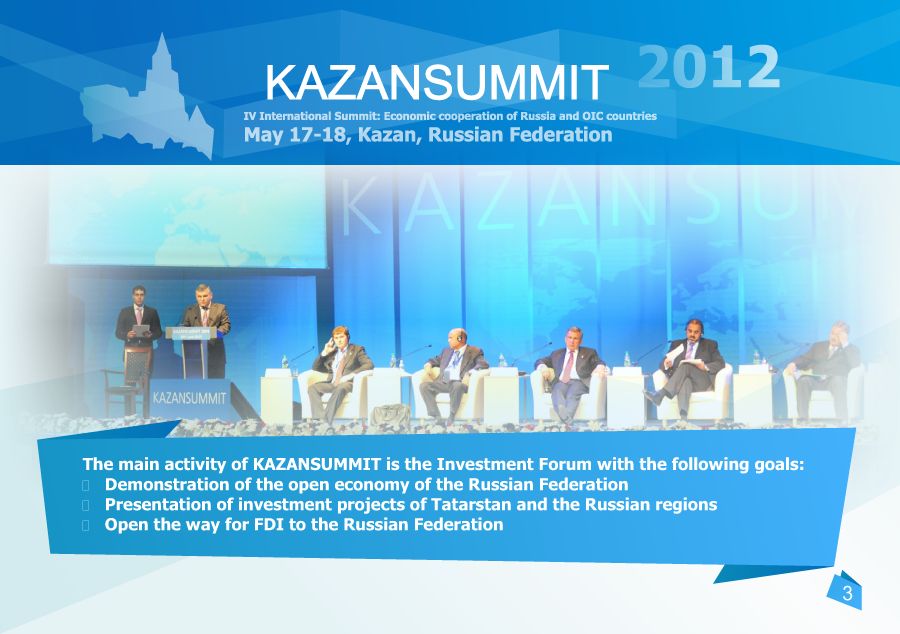 KAZANSUMMIT 2012
IV International Summit: Economic cooperation of Russia and OIC countries
May 17-18, Kazan, Russian Federation
KAZANSUMM
KAZANSUMMIT
The main activity of KAZANSUMMIT is the Investment Forum with the following goals:
Demonstration of the open economy of the Russian Federation
Presentation of investment projects of Tatarstan and the Russian regions
Open the way for FDI to the Russian Federation
3